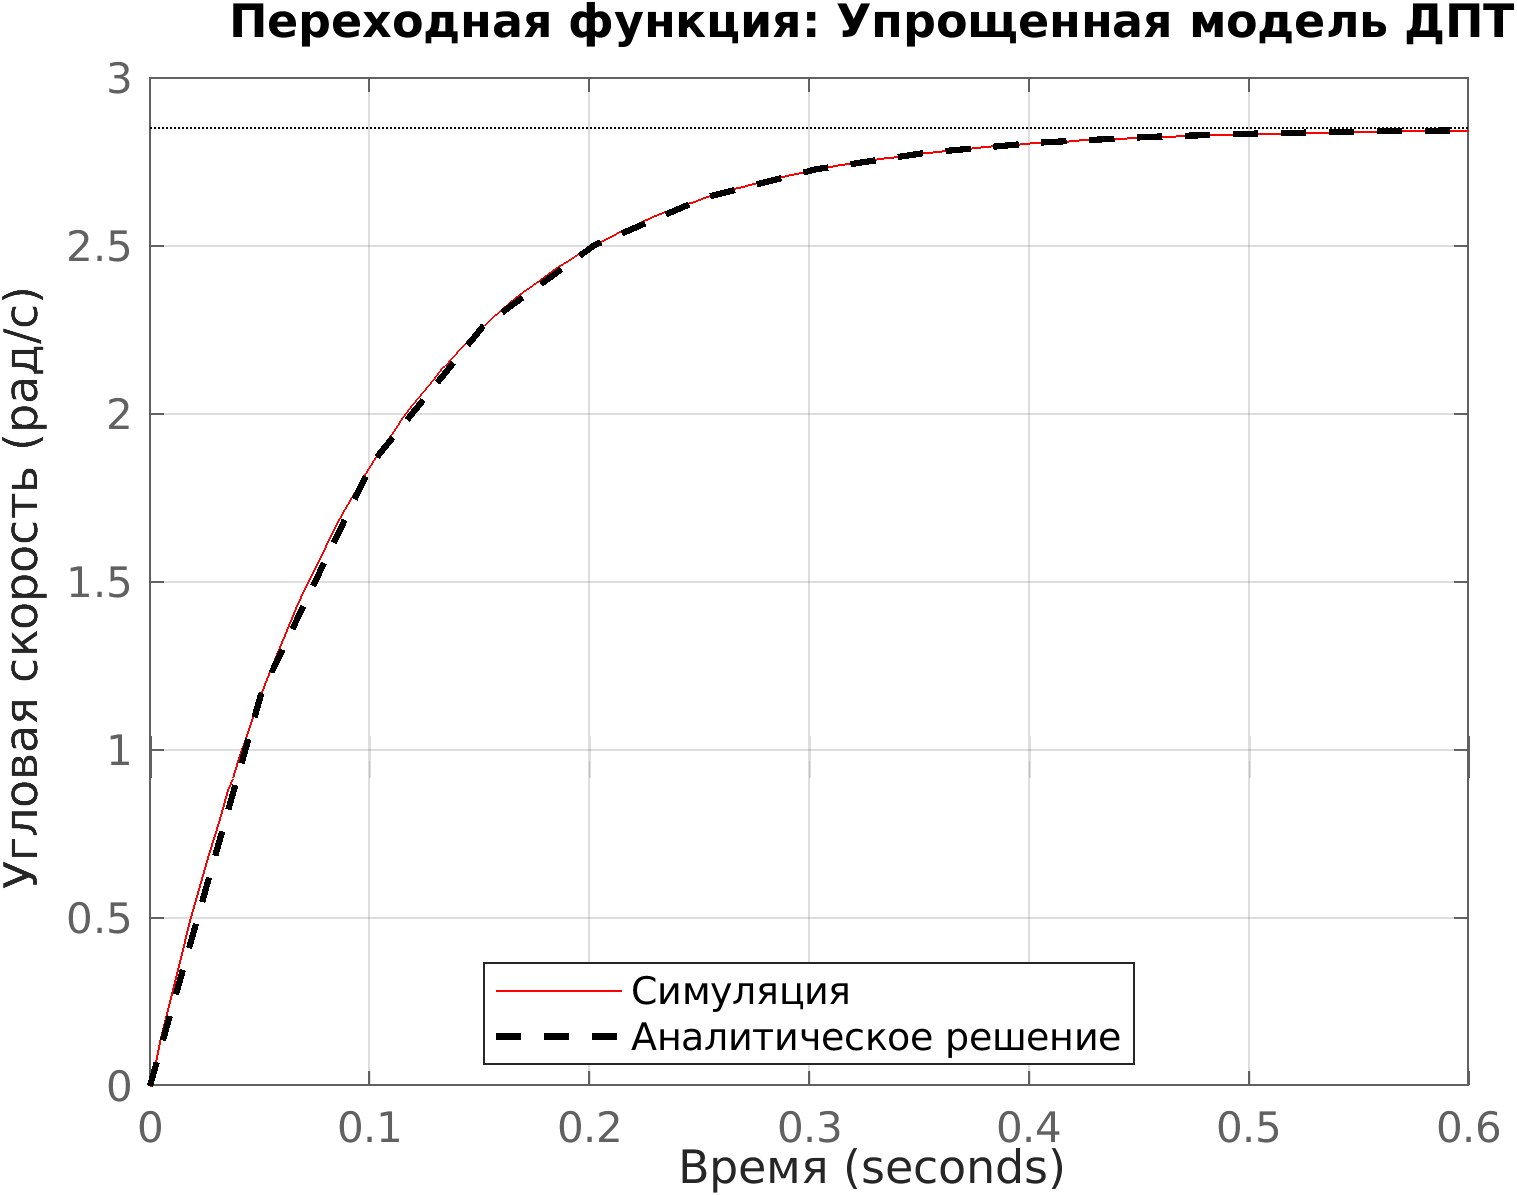 Переходная функция: Упрощенная модель ДПТ
3
2.5
2
1.5
1
0.5
0
Угловая скорость (рад/с)
Симуляция
Аналитическое решение
0 0.1 0.2 0.3 0.4 0.5 0.6
Время (seconds)